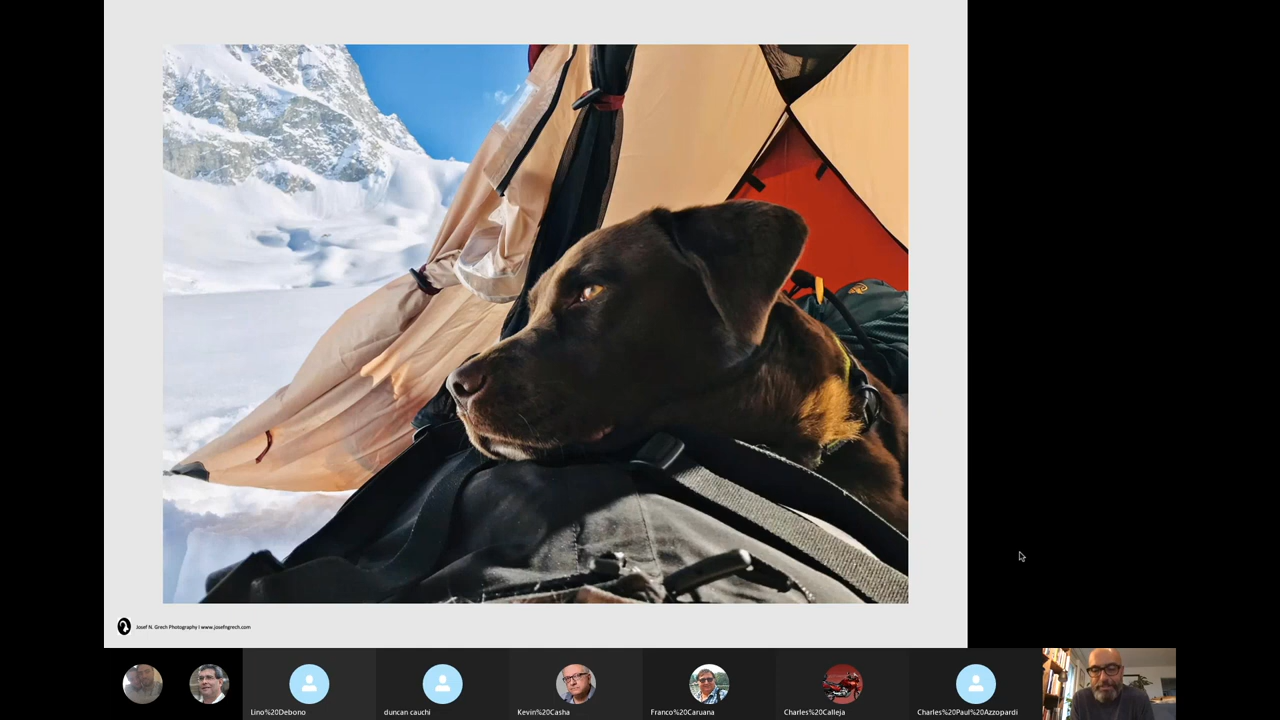 Josef N. Grech Photography I www.josefngrech.com
Lino%20Debono
duncan cauchi
Kevin%20Casha
Franco%20Caruana
Charles%20Calleja
Charles%20Paul%20Azzopardi